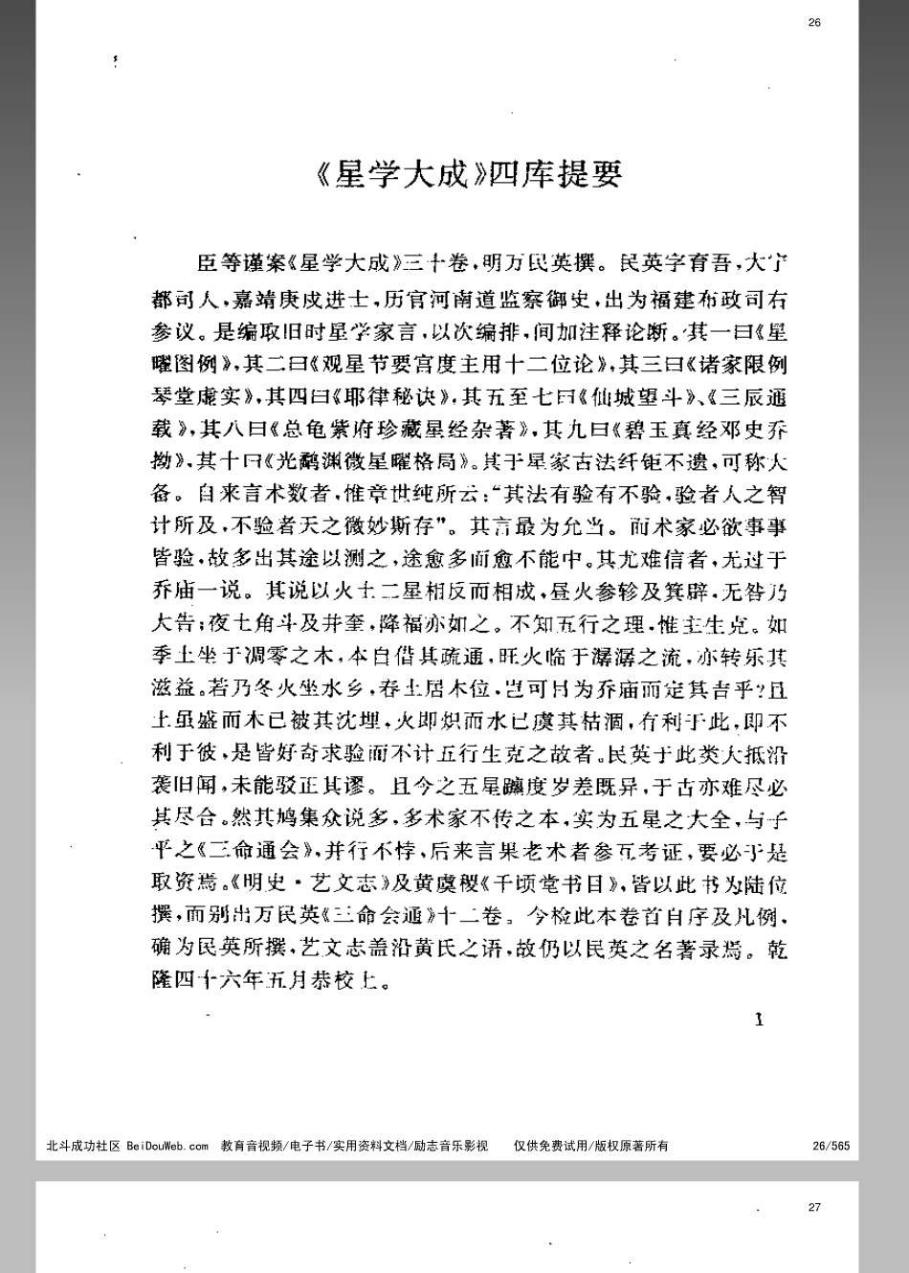 26
《星学大成》四库提要
臣等谨案《星学大成》三十卷,明万民英撰。民英字育吾,大宁
都司人,嘉靖庚戍进士,历官河南道监察御史,出为福建布政司右
参议。是编取旧时星学家言,以次编排,间加注释论断。其一曰《星
曜图例》,其二曰《观星节要宫度主用十二位论》,其三曰《诸家限例
琴堂虚实》,其四曰《耶律秘诀》,其五至七曰《仙城望斗》、《三辰通
载》,其八曰《总龟紫府珍藏星经杂著》,其九曰《碧玉真经邓史乔
拗》,其十曰《光鹬渊微星曜格局》。其于星家古法纤钜不遗,可称大
备。自来言术数者,惟章世纯所云:“其法有验有不验,验者人之智
计所及,不验者天之微妙斯存”。其言最为允当。而术家必欲事事
皆验,故多出其途以测之,途愈多而愈不能中。其尤难信者,无过于
乔庙一说。其说以火土二星相反而相成,昼火参轸及箕辟,无咎乃
大告;夜土角斗及井奎,降福亦如之。不知五行之理,惟主生克。如
季土坐于凋零之木,本自借其疏通,旺火临于潺潺之流,亦转乐其
滋益。若乃冬火坐水乡,春土居木位,岂可目为乔庙而定其吉乎?且
土虽盛而木已被其沈埋,火即炽而水已虞其枯涸,有利于此,即不
利于彼,是皆好奇求验而不计五行生克之故者。民英于此类大抵沿
袭旧闻,未能驳正其谬。且今之五星躔度岁差既异,于古亦难尽必
其尽合。然其鸠集众说多,多术家不传之本,实为五星之大全,与子
平之《三命通会》,并行不悖,后来言果老术者参互考证,要必于是
取资焉。《明史·艺文志》及黄虞稷《千顷堂书目》,皆以此书为陆位
撰,而别出万民英《三命会通》十二卷。今检此本卷首自序及凡例,
确为民英所撰,艺文志盖沿黄氏之语,故仍以民英之名著录焉。乾
隆四十六年五月恭校上。
1
北斗成功社区 BeiDouWeb.com 教育音视频/电子书/实用资料文档/励志音乐影视 仅供免费试用/版权原著所有 26/565
27